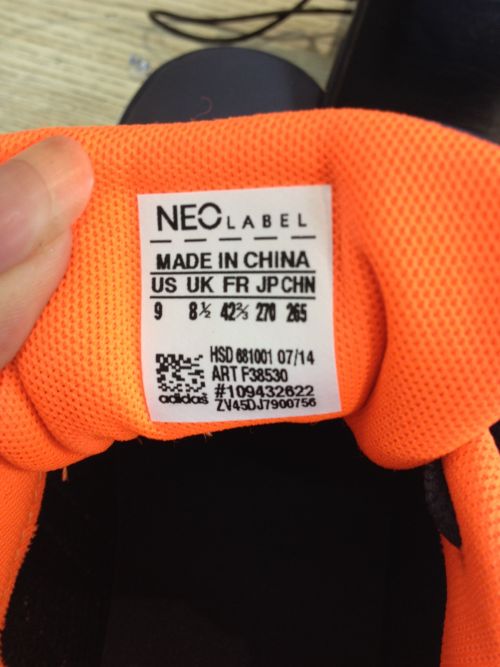 NEO LABEL
MADE IN CHINA
US UK FR JP CHN
9 8½ 42⅔ 270 265
HSD 681001 07/14
ART F38530
#109432622
adidas
ZV45DJ7900756